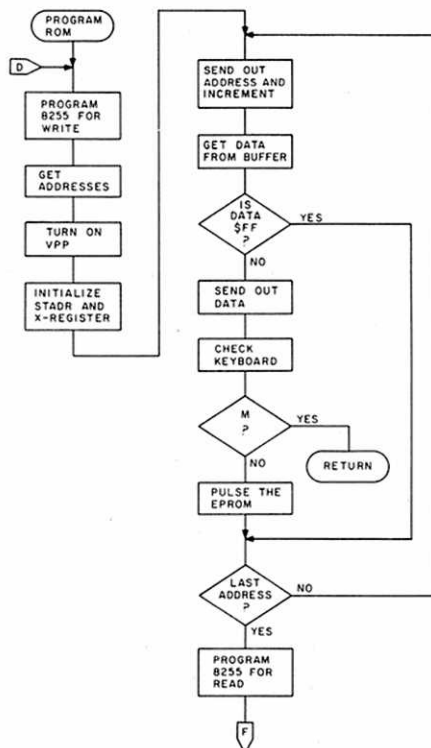 PROGRAM
ROM
D
PROGRAM
8255 FOR
WRITE
GET
ADDRESSES
TURN ON
VPP
INITIALIZE
STADR AND
X-REGISTER
SEND OUT
ADDRESS AND
INCREMENT
GET DATA
FROM BUFFER
IS
DATA
$FF
?
YES
NO
SEND OUT
DATA
CHECK
KEYBOARD
M
?
YES
RETURN
NO
PULSE THE
EPROM
LAST
ADDRESS
?
NO
YES
PROGRAM
8255 FOR
READ
F